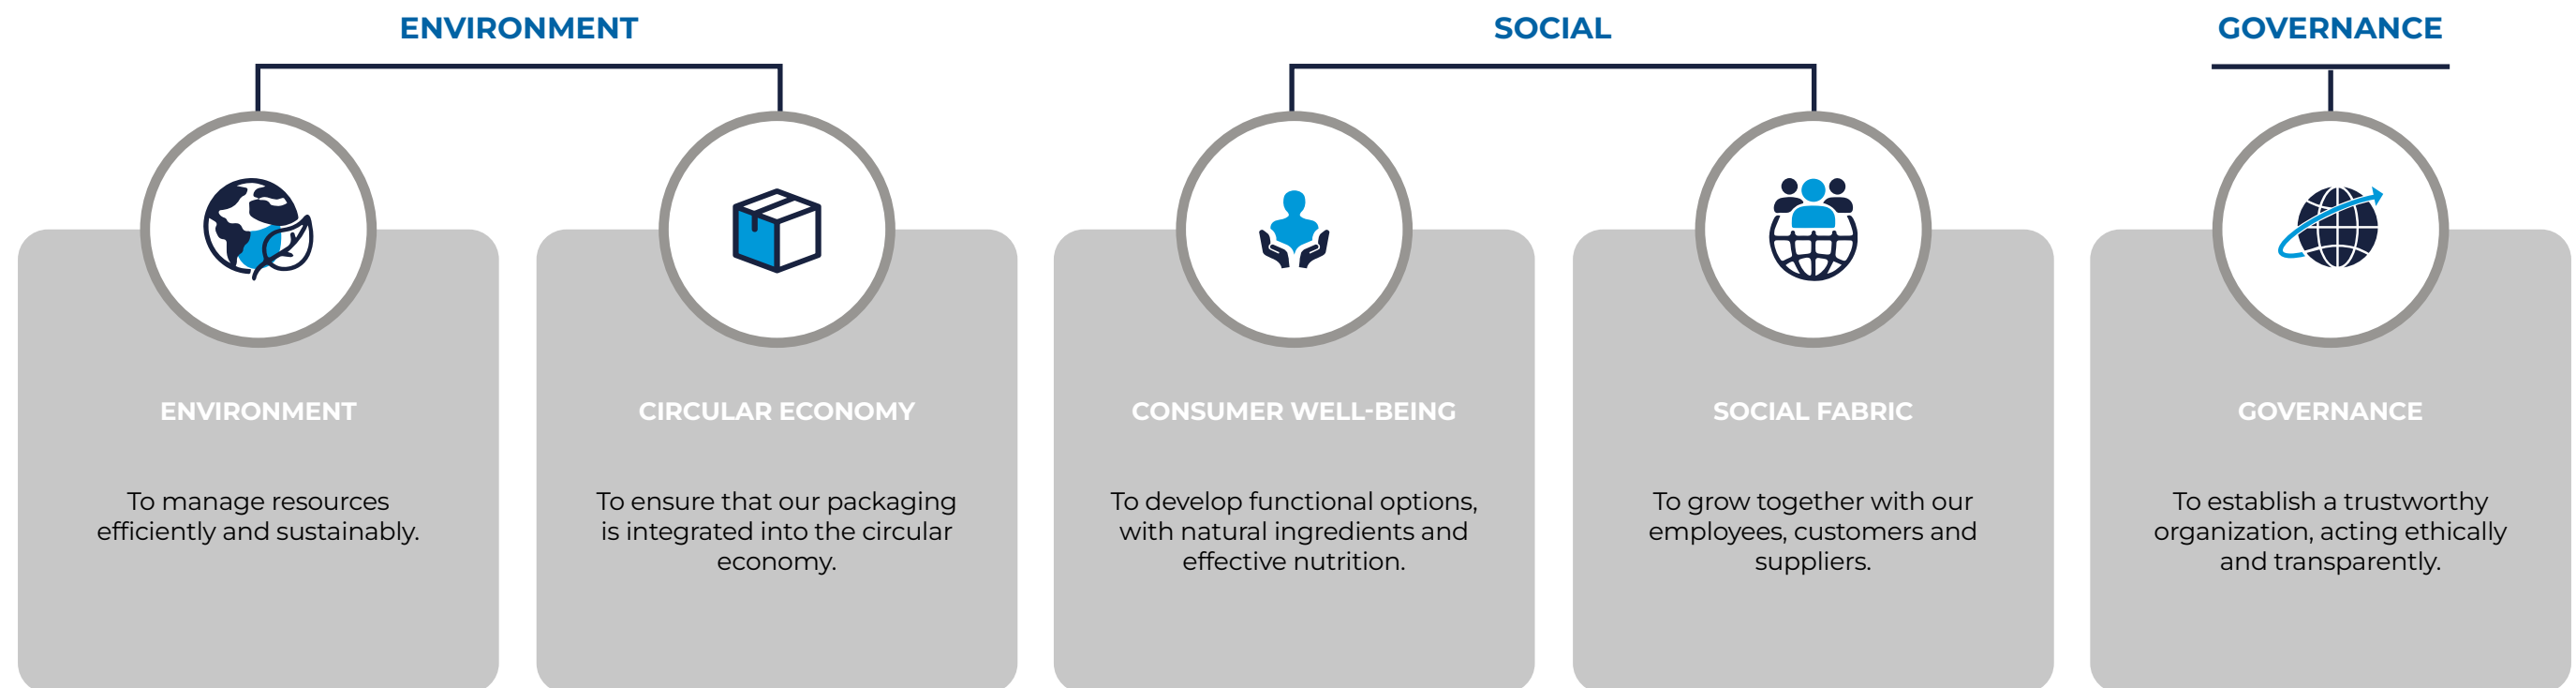 ENVIRONMENT
SOCIAL
GOVERNANCE
ENVIRONMENT
To manage resources
efficiently and sustainably.
CIRCULAR ECONOMY
To ensure that our packaging
is integrated into the circular
economy.
CONSUMER WELL-BEING
To develop functional options,
with natural ingredients and
effective nutrition.
SOCIAL FABRIC
To grow together with our
employees, customers and
suppliers.
GOVERNANCE
To establish a trustworthy
organization, acting ethically
and transparently.